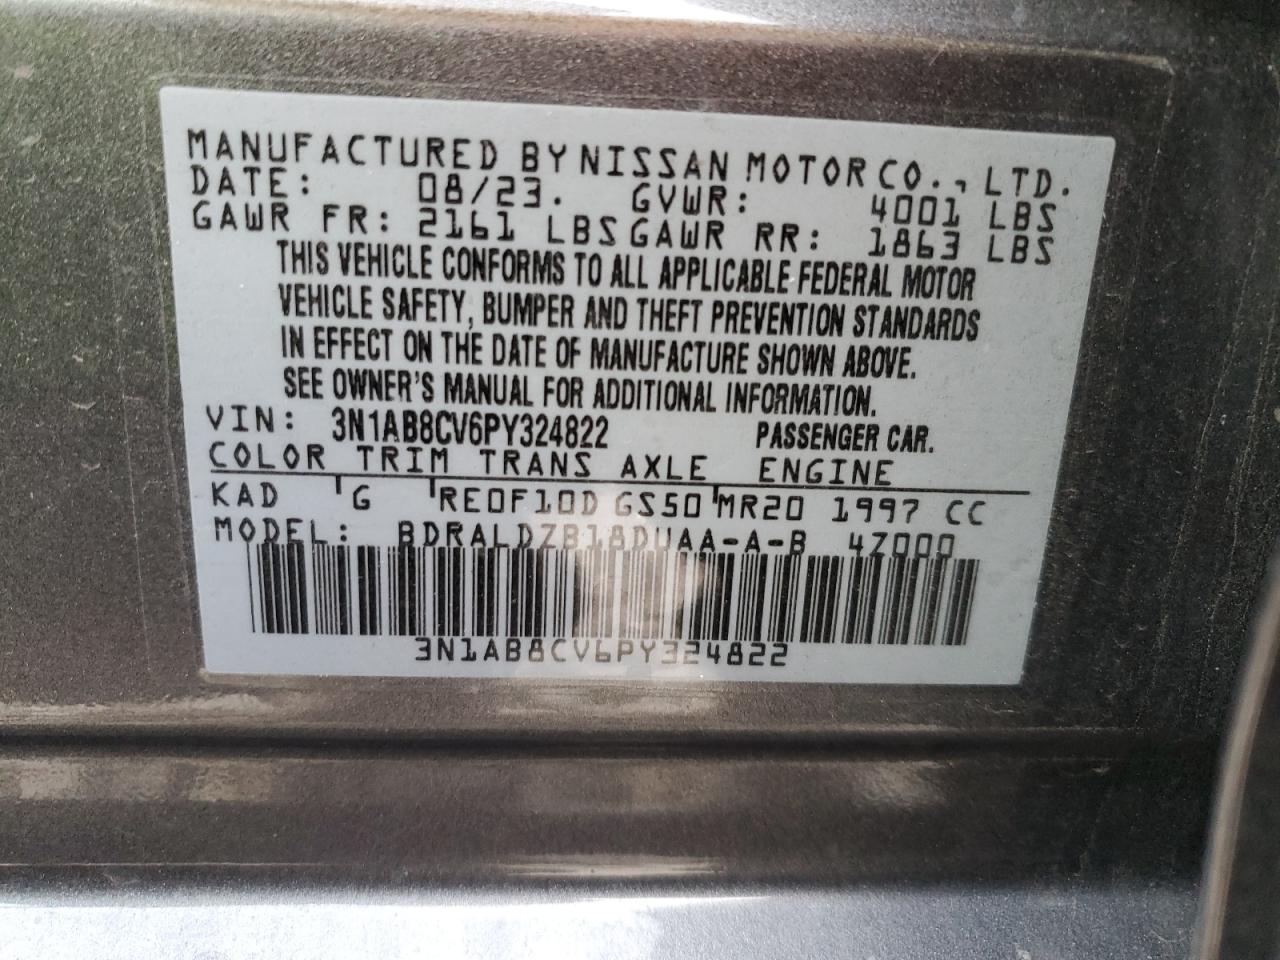 MANUFACTURED BY NISSAN MOTOR CO., LTD.
DATE: 08/23. GVWR: 4001 LBS
GAWR FR: 2161 LBS GAWR RR: 1863 LBS
THIS VEHICLE CONFORMS TO ALL APPLICABLE FEDERAL MOTOR
VEHICLE SAFETY, BUMPER AND THEFT PREVENTION STANDARDS
IN EFFECT ON THE DATE OF MANUFACTURE SHOWN ABOVE.
SEE OWNER'S MANUAL FOR ADDITIONAL INFORMATION.
VIN: 3N1AB8CV6PY324822 PASSENGER CAR.
COLOR TRIM TRANS AXLE ENGINE
KAD G RE0F10D GS50 MR20 1997 CC
MODEL: BDRALDZB18DUAA-A-B 47000
3N1AB8CV6PY324822